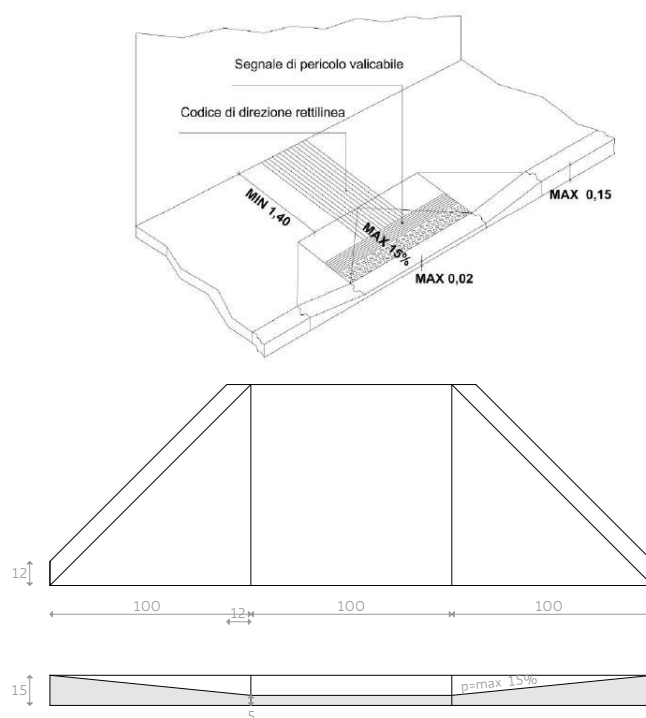 Segnale di pericolo valicabile
Codice di direzione rettilinea
MIN 1,40
MAX 15%
MAX 0,15
MAX 0,02
12
100
100
100
12
15
p=max 15%
5